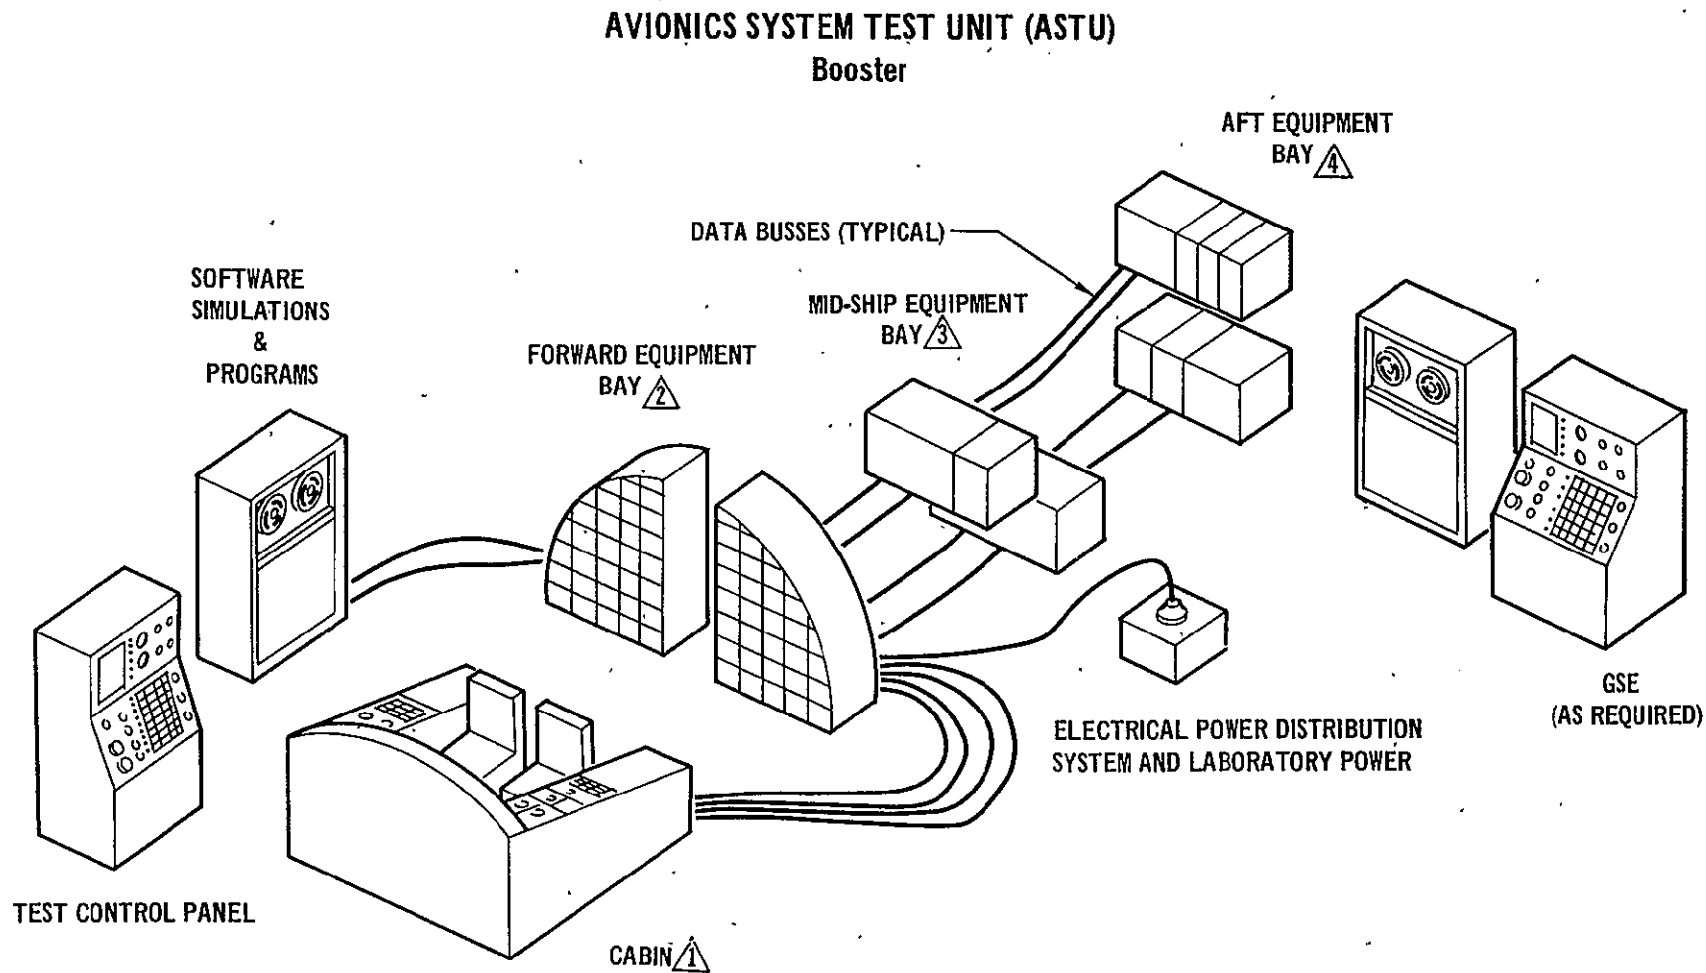 AVIONICS SYSTEM TEST UNIT (ASTU)
Booster
AFT EQUIPMENT
BAY 4
DATA BUSSES (TYPICAL)
MID-SHIP EQUIPMENT
BAY 3
SOFTWARE
SIMULATIONS
&
PROGRAMS
FORWARD EQUIPMENT
BAY 2
GSE
(AS REQUIRED)
ELECTRICAL POWER DISTRIBUTION
SYSTEM AND LABORATORY POWER
TEST CONTROL PANEL
CABIN 1